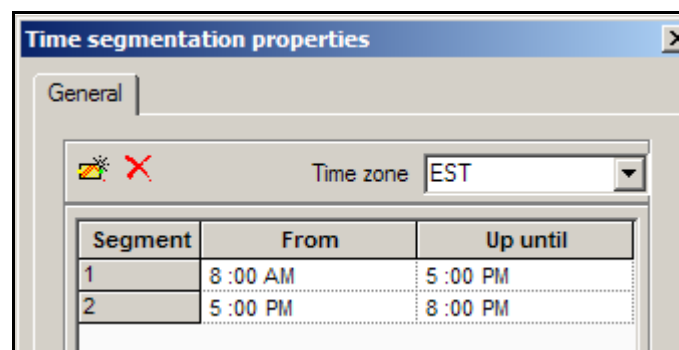 Time segmentation properties
General
Time zone EST
Segment From Up until
1 8 :00 AM 5 :00 PM
2 5 :00 PM 8 :00 PM